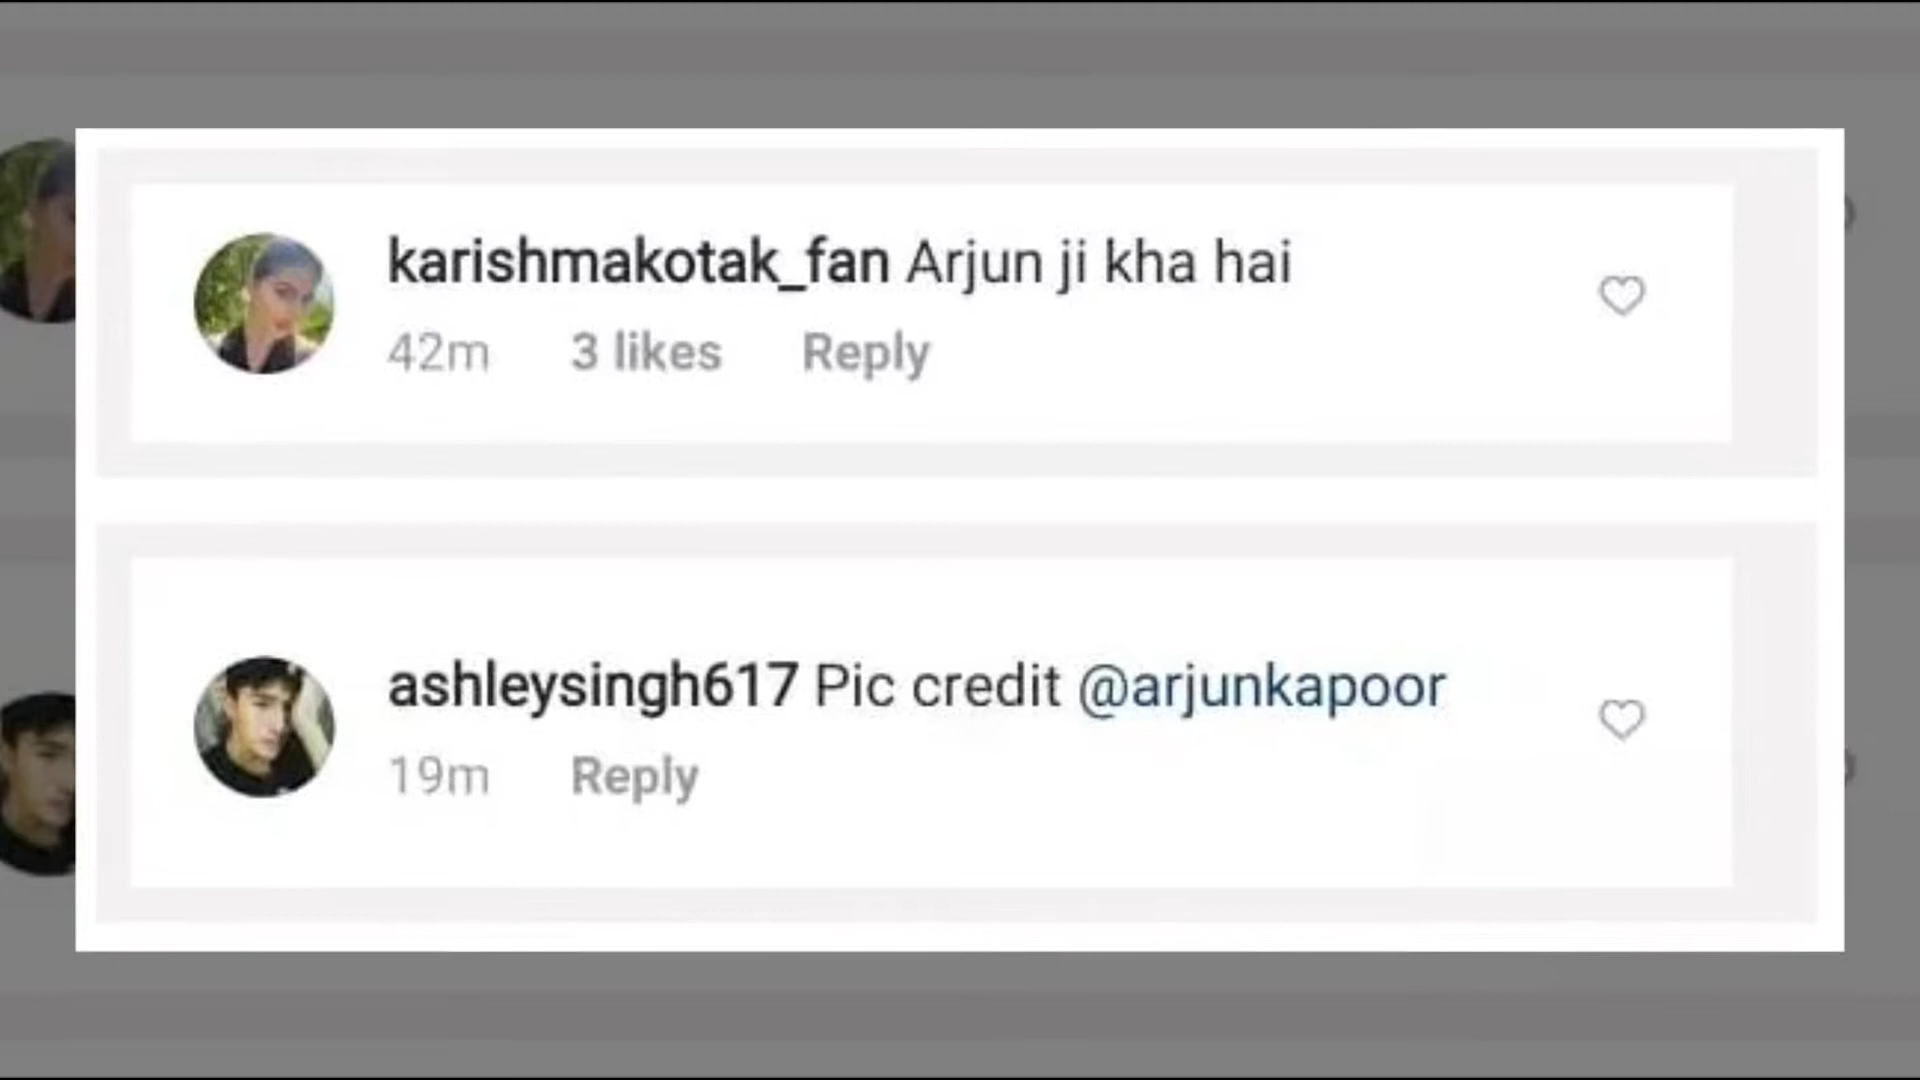 karishmakotak_fan Arjun ji kha hai
42m 3 likes Reply
ashleysingh617 Pic credit @arjunkapoor
19m Reply